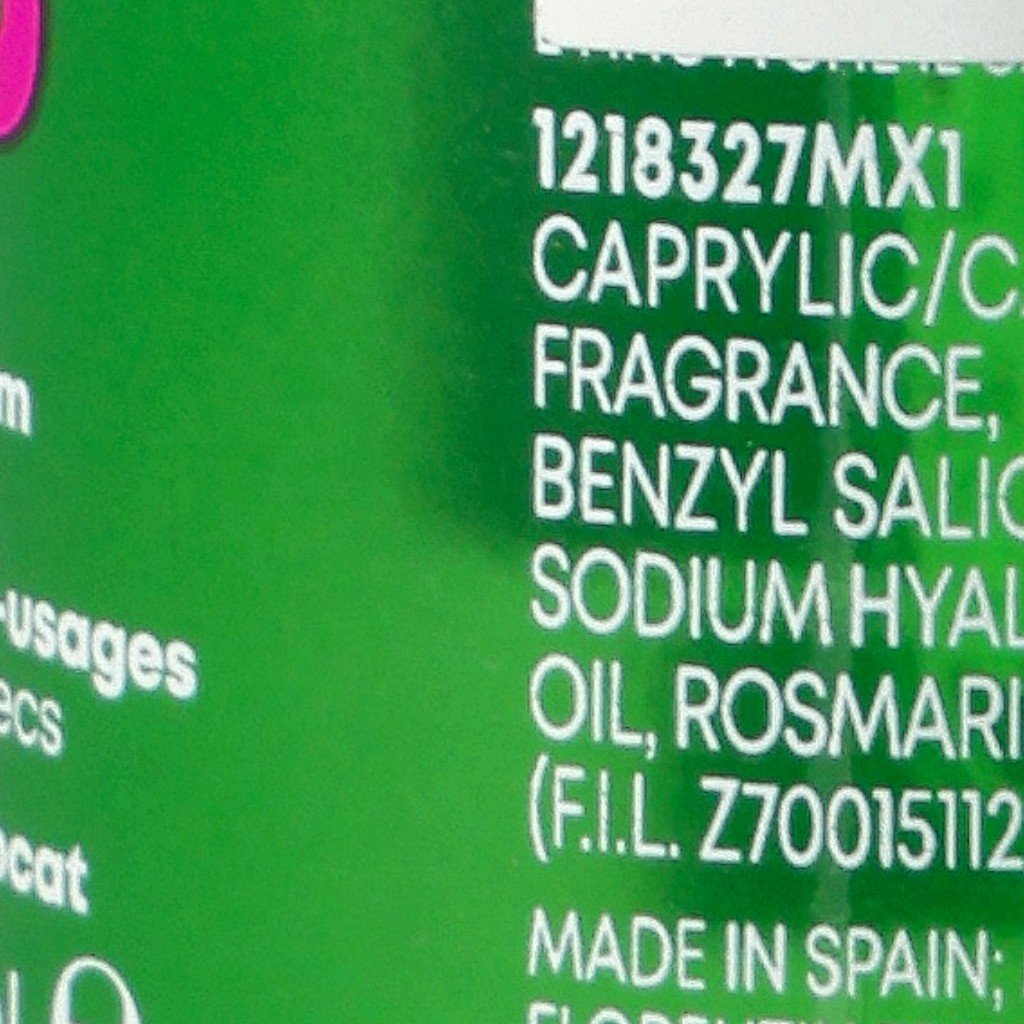 m
-usages
ecs
ocat
1218327MX1
CAPRYLIC/C
FRAGRANCE,
BENZYL SALIC
SODIUM HYAL
OIL, ROSMARI
(F.I.L. Z70015112
MADE IN SPAIN;